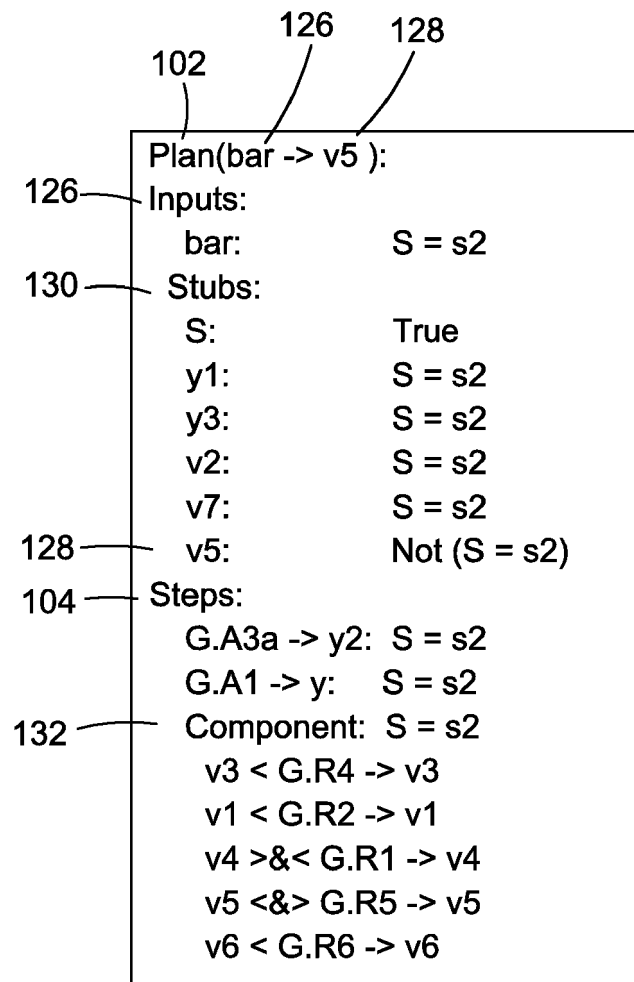 126
128
102
Plan(bar -> v5 ):
126 Inputs:
bar: S = s2
130 Stubs:
S: True
y1: S = s2
y3: S = s2
v2: S = s2
v7: S = s2
128 v5: Not (S = s2)
104 Steps:
G.A3a -> y2: S = s2
G.A1 -> y: S = s2
132 Component: S = s2
v3 < G.R4 -> v3
v1 < G.R2 -> v1
v4 >&< G.R1 -> v4
v5 <&> G.R5 -> v5
v6 < G.R6 -> v6